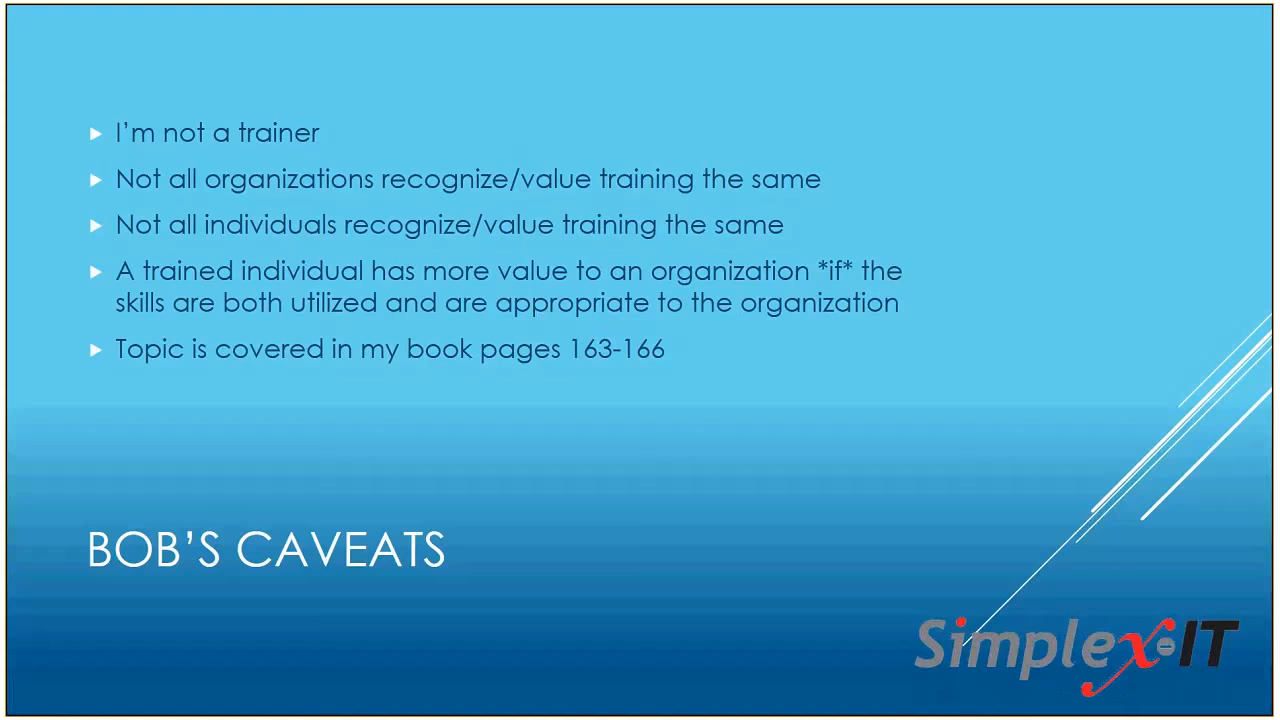 I’m not a trainer
Not all organizations recognize/value training the same
Not all individuals recognize/value training the same
A trained individual has more value to an organization *if* the
skills are both utilized and are appropriate to the organization
Topic is covered in my book pages 163-166
BOB’S CAVEATS
Simplex-IT